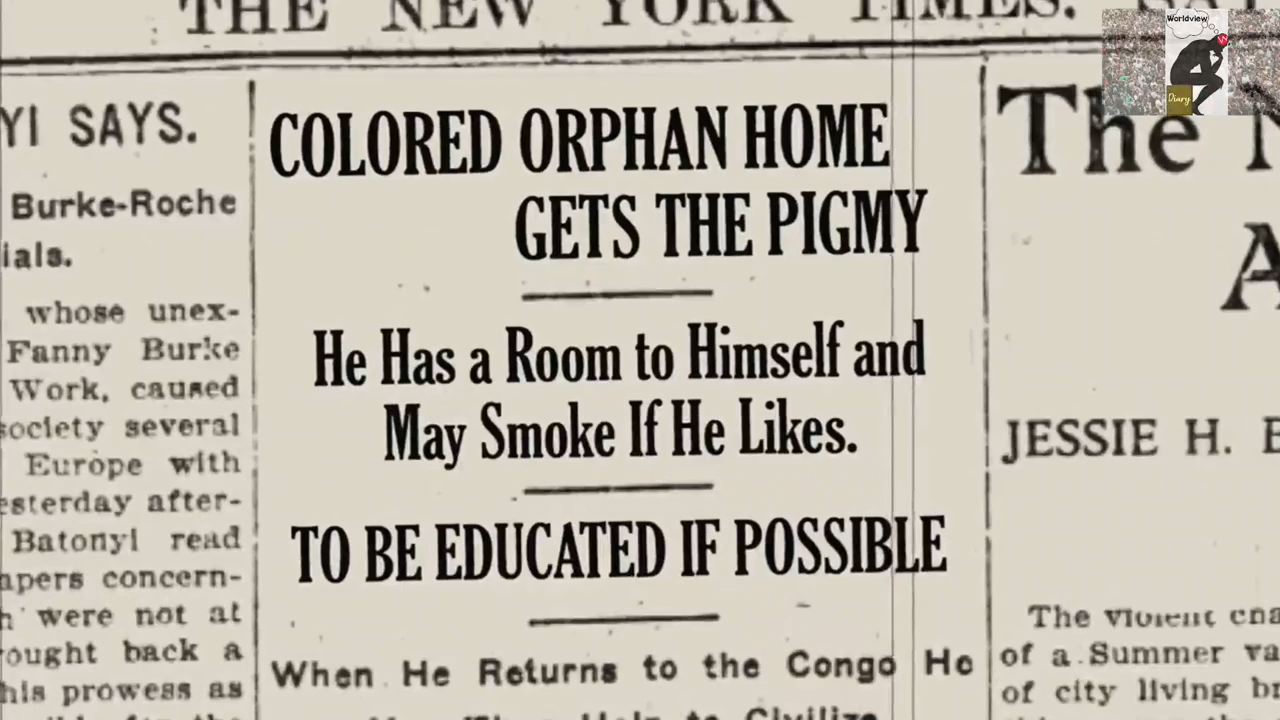 THE NEW YORK TIMES.
Worldview
Diary
YI SAYS.
Burke-Roche
ials.
whose unex-
Fanny Burke
Work, caused
society several
Europe with
esterday after-
Batonyi read
apers concern-
were not at
ought back a
his prowess as
COLORED ORPHAN HOME
GETS THE PIGMY
He Has a Room to Himself and
May Smoke If He Likes.
TO BE EDUCATED IF POSSIBLE
When He Returns to the Congo He
The
A
JESSIE H.
The violent
of a Summer
of city living